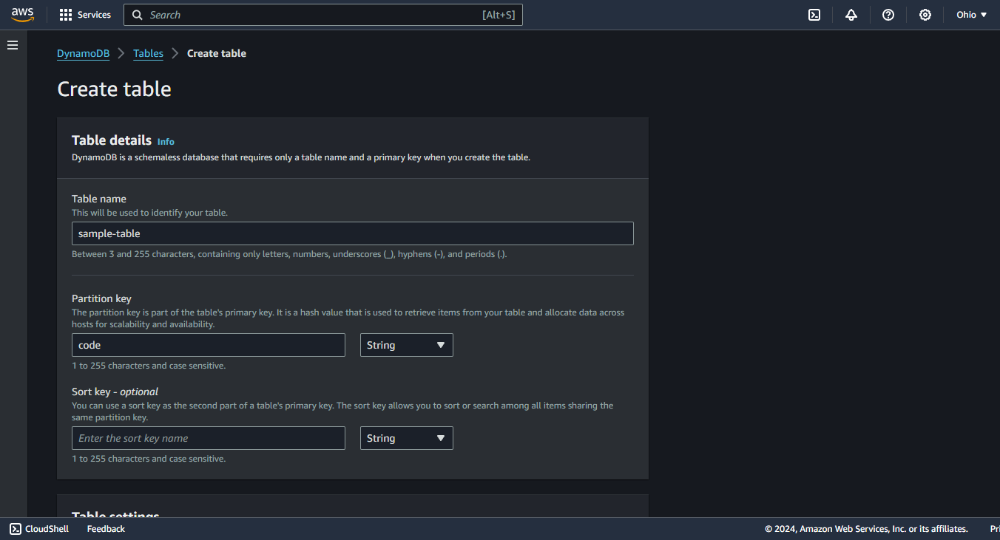 aws Services Search [Alt+S] Ohio
DynamoDB Tables Create table
Create table
Table details Info
DynamoDB is a schemaless database that requires only a table name and a primary key when you create the table.
Table name
This will be used to identify your table.
sample-table
Between 3 and 255 characters, containing only letters, numbers, underscores (_), hyphens (-), and periods (.).
Partition key
The partition key is part of the table's primary key. It is a hash value that is used to retrieve items from your table and allocate data across
hosts for scalability and availability.
code String
1 to 255 characters and case sensitive.
Sort key - optional
You can use a sort key as the second part of a table's primary key. The sort key allows you to sort or search among all items sharing the
same partition key.
Enter the sort key name String
1 to 255 characters and case sensitive.
Table settings
CloudShell Feedback © 2024, Amazon Web Services, Inc. or its affiliates. Pri